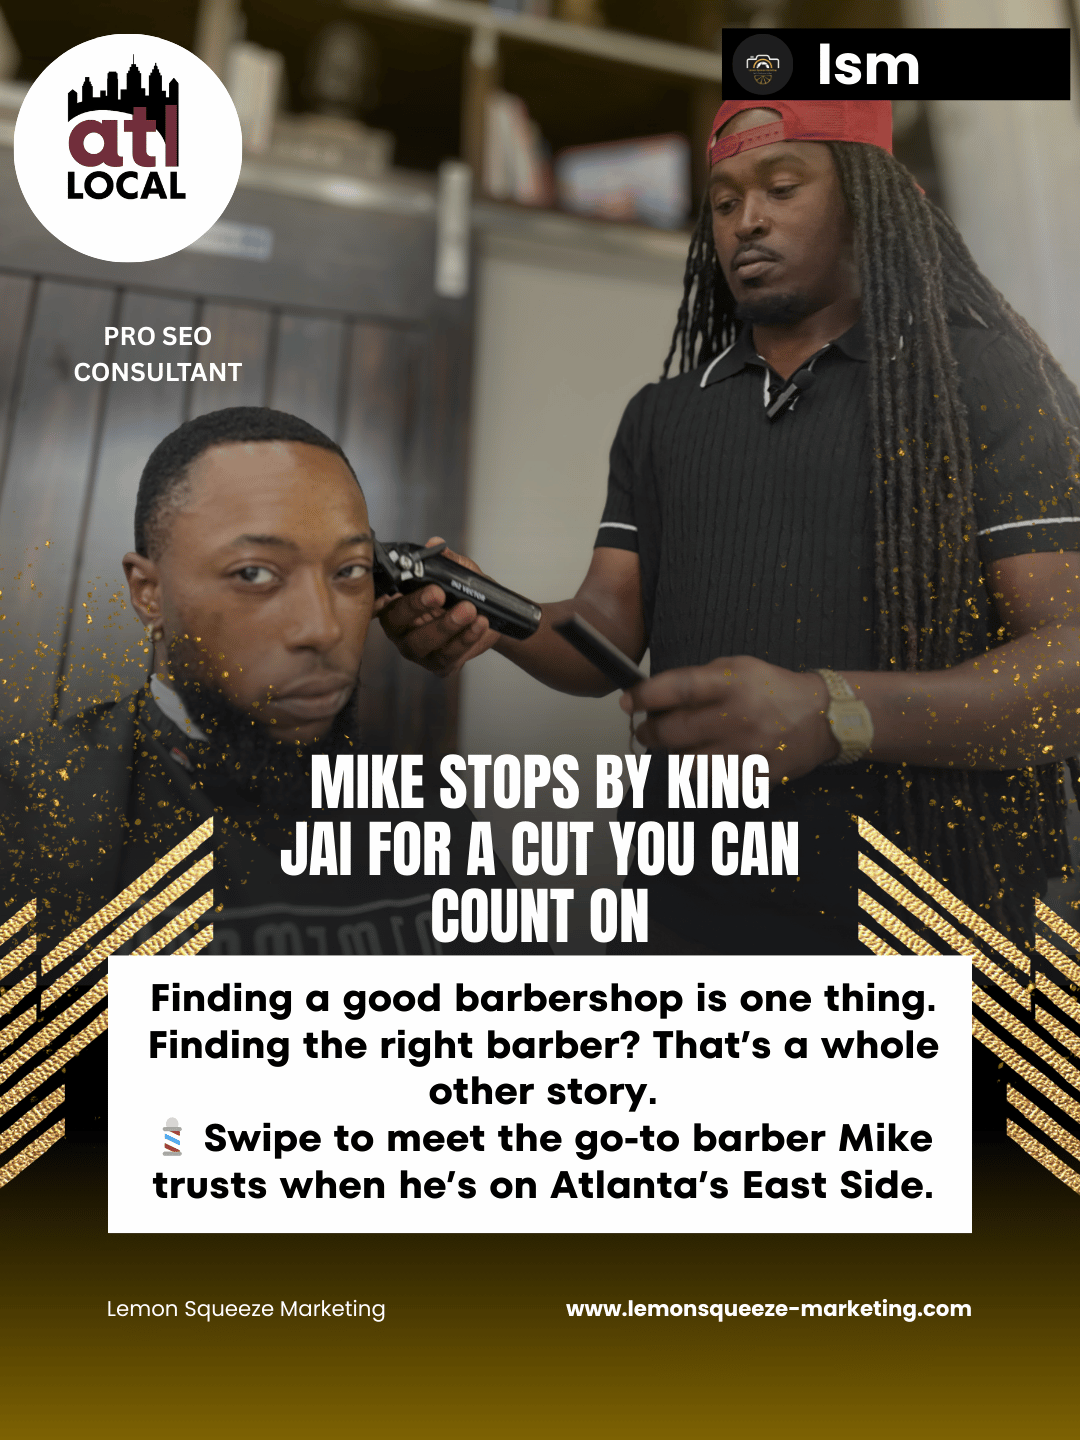 atl
LOCAL
lsm
PRO SEO
CONSULTANT
MIKE STOPS BY KING
JAI FOR A CUT YOU CAN
COUNT ON
Finding a good barbershop is one thing.
Finding the right barber? That’s a whole
other story.
💈 Swipe to meet the go-to barber Mike
trusts when he’s on Atlanta’s East Side.
Lemon Squeeze Marketing
www.lemonsqueeze-marketing.com